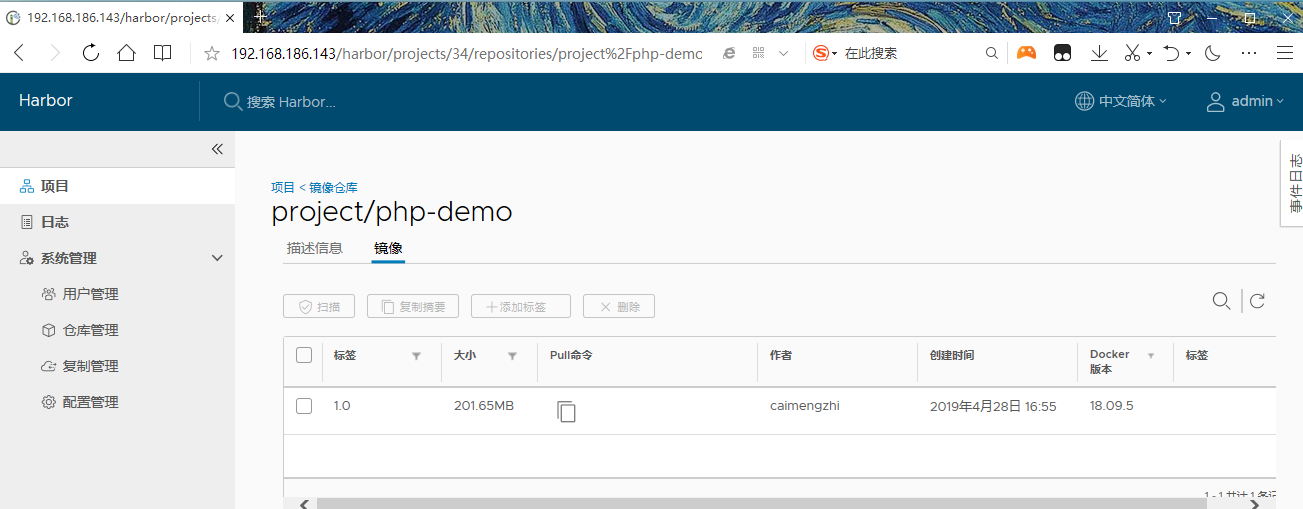 192.168.186.143/harbor/projects/
192.168.186.143/harbor/projects/34/repositories/project%2Fphp-demo
在此搜索
Harbor
搜索 Harbor...
中文简体
admin
事件日志
项目
日志
系统管理
用户管理
仓库管理
复制管理
配置管理
项目 < 镜像仓库
project/php-demo
描述信息 镜像
扫描 复制摘要 添加标签 删除
标签 大小 Pull命令 作者 创建时间 Docker 版本 标签
1.0 201.65MB caimengzhi 2019年4月28日 16:55 18.09.5
1 - 1 共计 1 条记